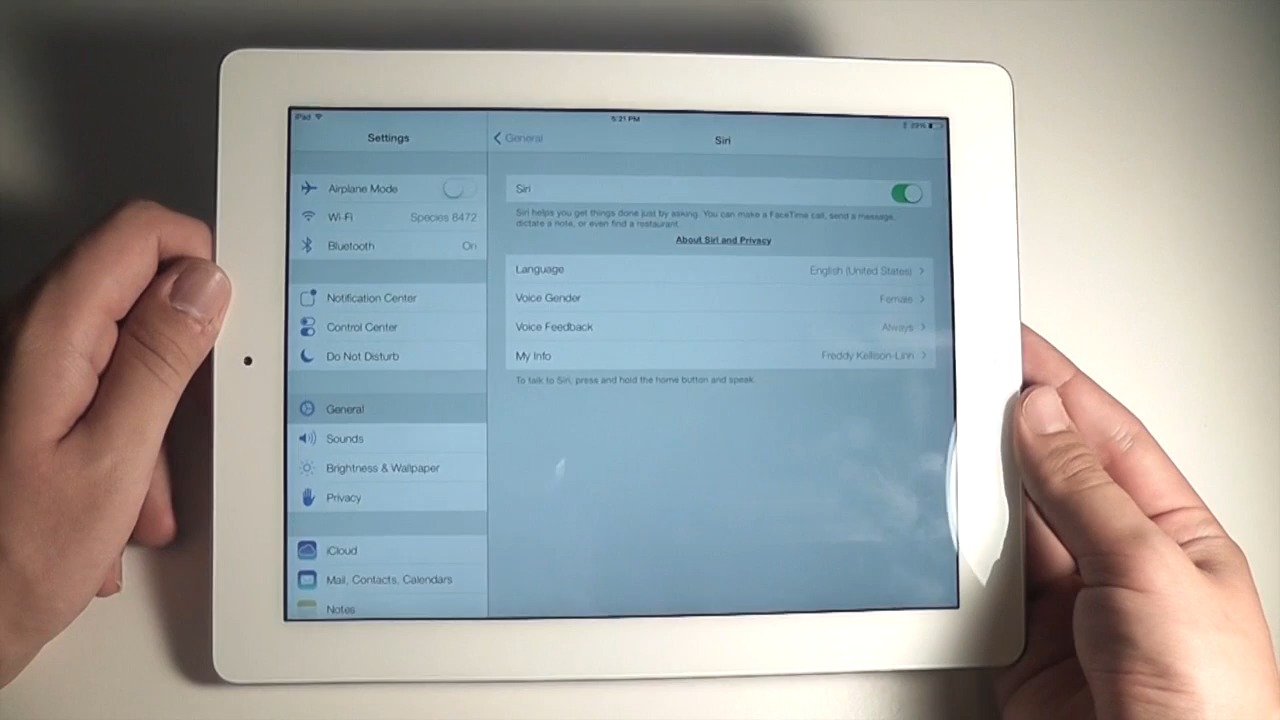 iPad
5:21 PM
29%
Settings
General
Siri
Airplane Mode
Wi-Fi Species 8472
Bluetooth On
Notification Center
Control Center
Do Not Disturb
General
Sounds
Brightness & Wallpaper
Privacy
iCloud
Mail, Contacts, Calendars
Notes
Siri
Siri helps you get things done just by asking. You can make a FaceTime call, send a message,
dictate a note, or even find a restaurant.
About Siri and Privacy
Language English (United States)
Voice Gender Female
Voice Feedback Always
My Info Freddy Kellison-Linn
To talk to Siri, press and hold the home button and speak.